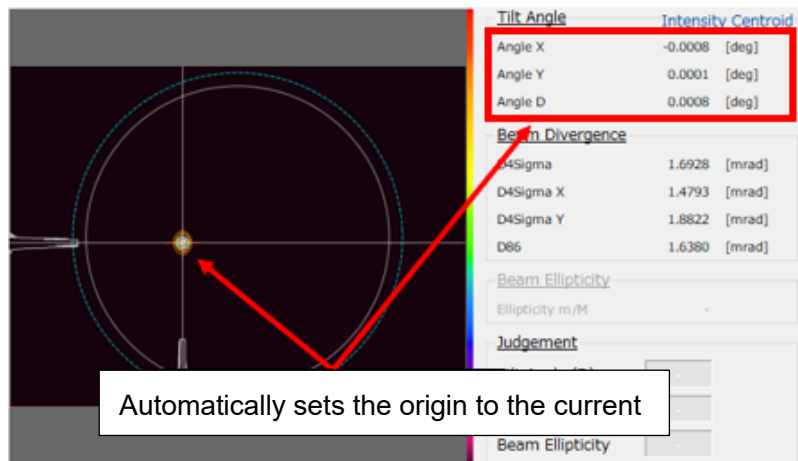 Tilt Angle Intensity Centroid
Angle X -0.0008 [deg]
Angle Y 0.0001 [deg]
Angle D 0.0008 [deg]
Beam Divergence
D4Sigma 1.6928 [mrad]
D4Sigma X 1.4793 [mrad]
D4Sigma Y 1.8822 [mrad]
D86 1.6380 [mrad]
Beam Ellipticity
Ellipticity m/M -
Judgement
-
Automatically sets the origin to the current
-
Beam Ellipticity -